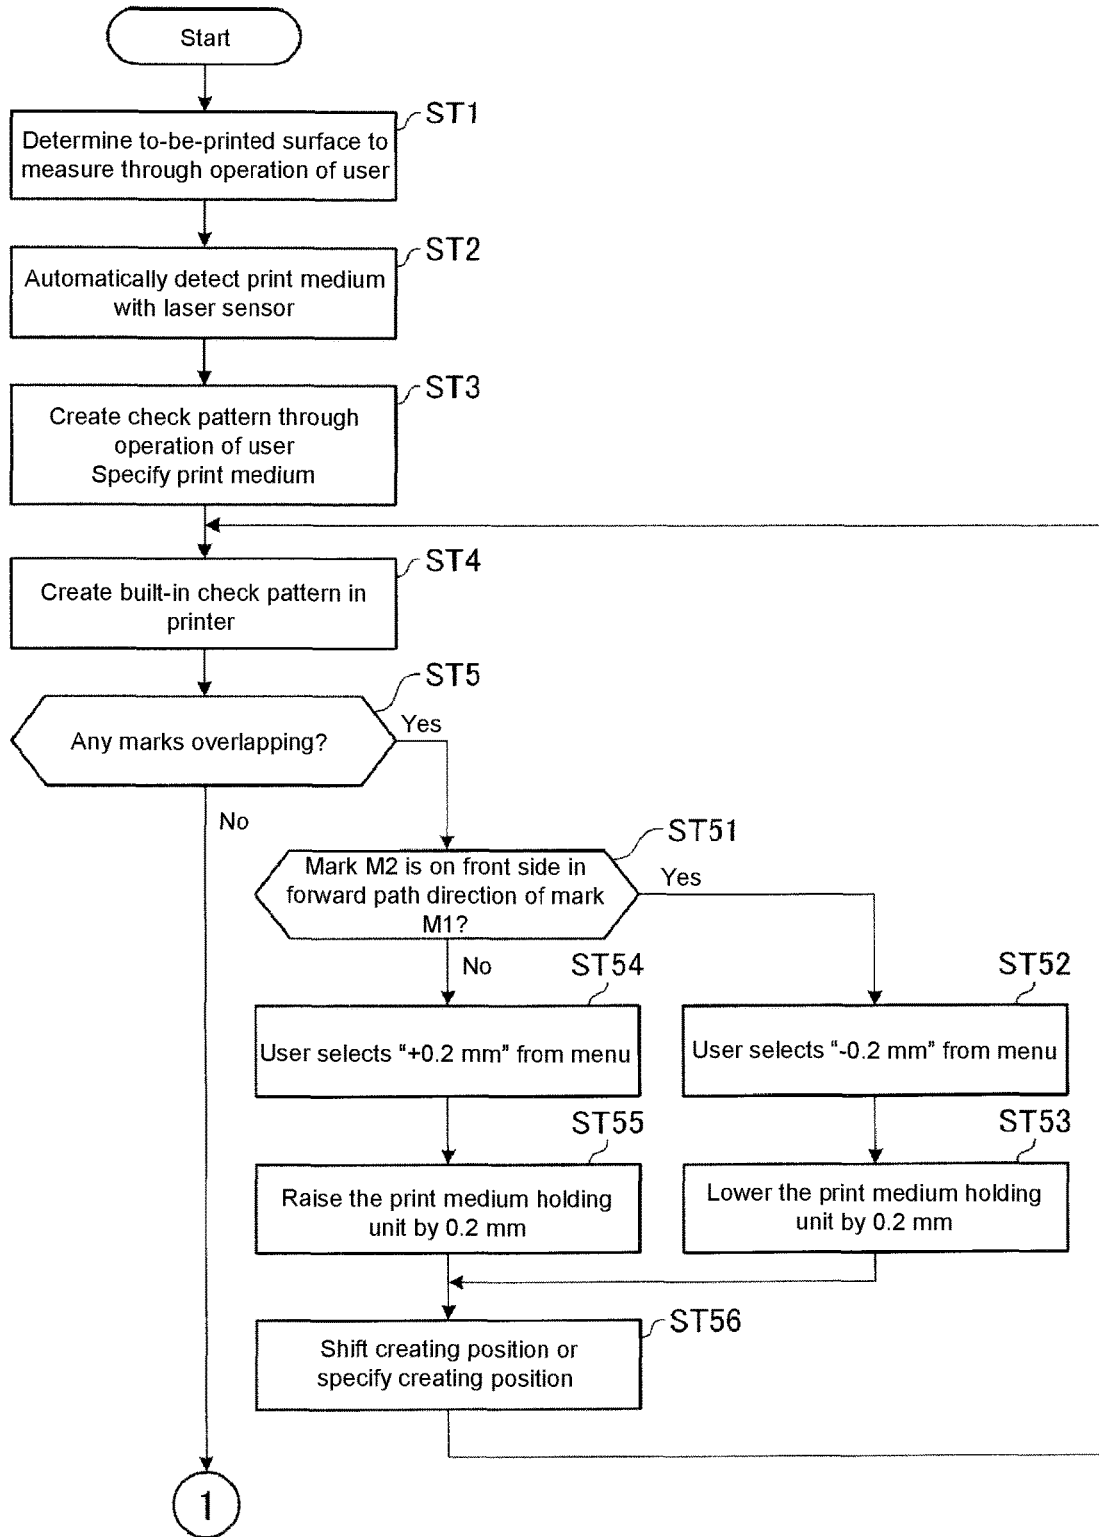 Start
ST1
Determine to-be-printed surface to
measure through operation of user
ST2
Automatically detect print medium
with laser sensor
ST3
Create check pattern through
operation of user
Specify print medium
ST4
Create built-in check pattern in
printer
ST5
Any marks overlapping?
Yes
No
ST51
Mark M2 is on front side in
forward path direction of mark
M1?
Yes
No
ST54
User selects “+0.2 m” from menu
ST52
User selects “-0.2 mm” from menu
ST55
Raise the print medium holding
unit by 0.2 mm
ST53
Lower the print medium holding
unit by 0.2 mm
ST56
Shift creating position or
specify creating position
1